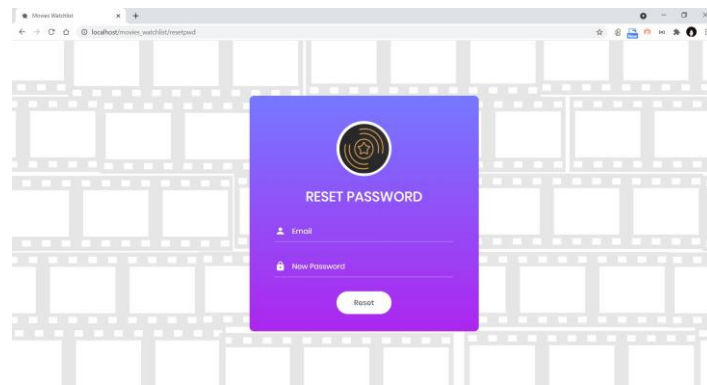 Movies Watchlist
localhost/movies_watchlist/resetpwd
RESET PASSWORD
Email
New Password
Reset